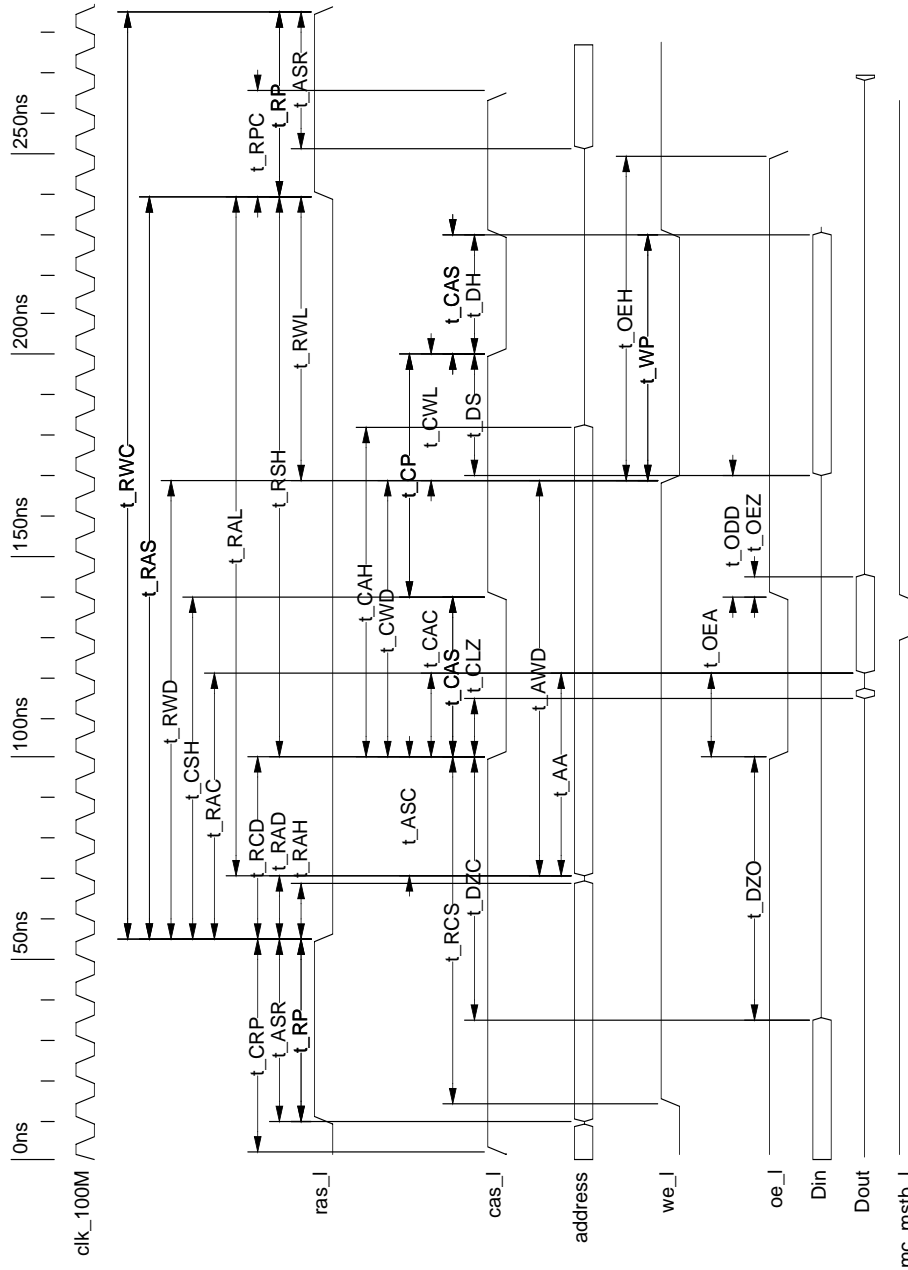 0ns
50ns
100ns
150ns
200ns
250ns
clk_100M
t_RWC
t_RAS
t_RWD
t_CSH
t_RAC
t_RAL
t_CRP
t_RCD
t_RSH
t_RPC
t_ASR
t_RAD
t_RP
t_RP
t_RAH
t_RWL
t_ASR
ras_l
t_CAH
t_CWD
t_ASC
t_CP
t_CAC
t_CWL
t_RCS
t_CAS
t_CAS
t_DZC
t_CLZ
t_DS
t_DH
cas_l
t_AWD
t_AA
address
t_OEH
t_WP
we_l
t_OEA
t_ODD
t_DZO
t_OEZ
oe_l
Din
Dout
mc_mstb_l